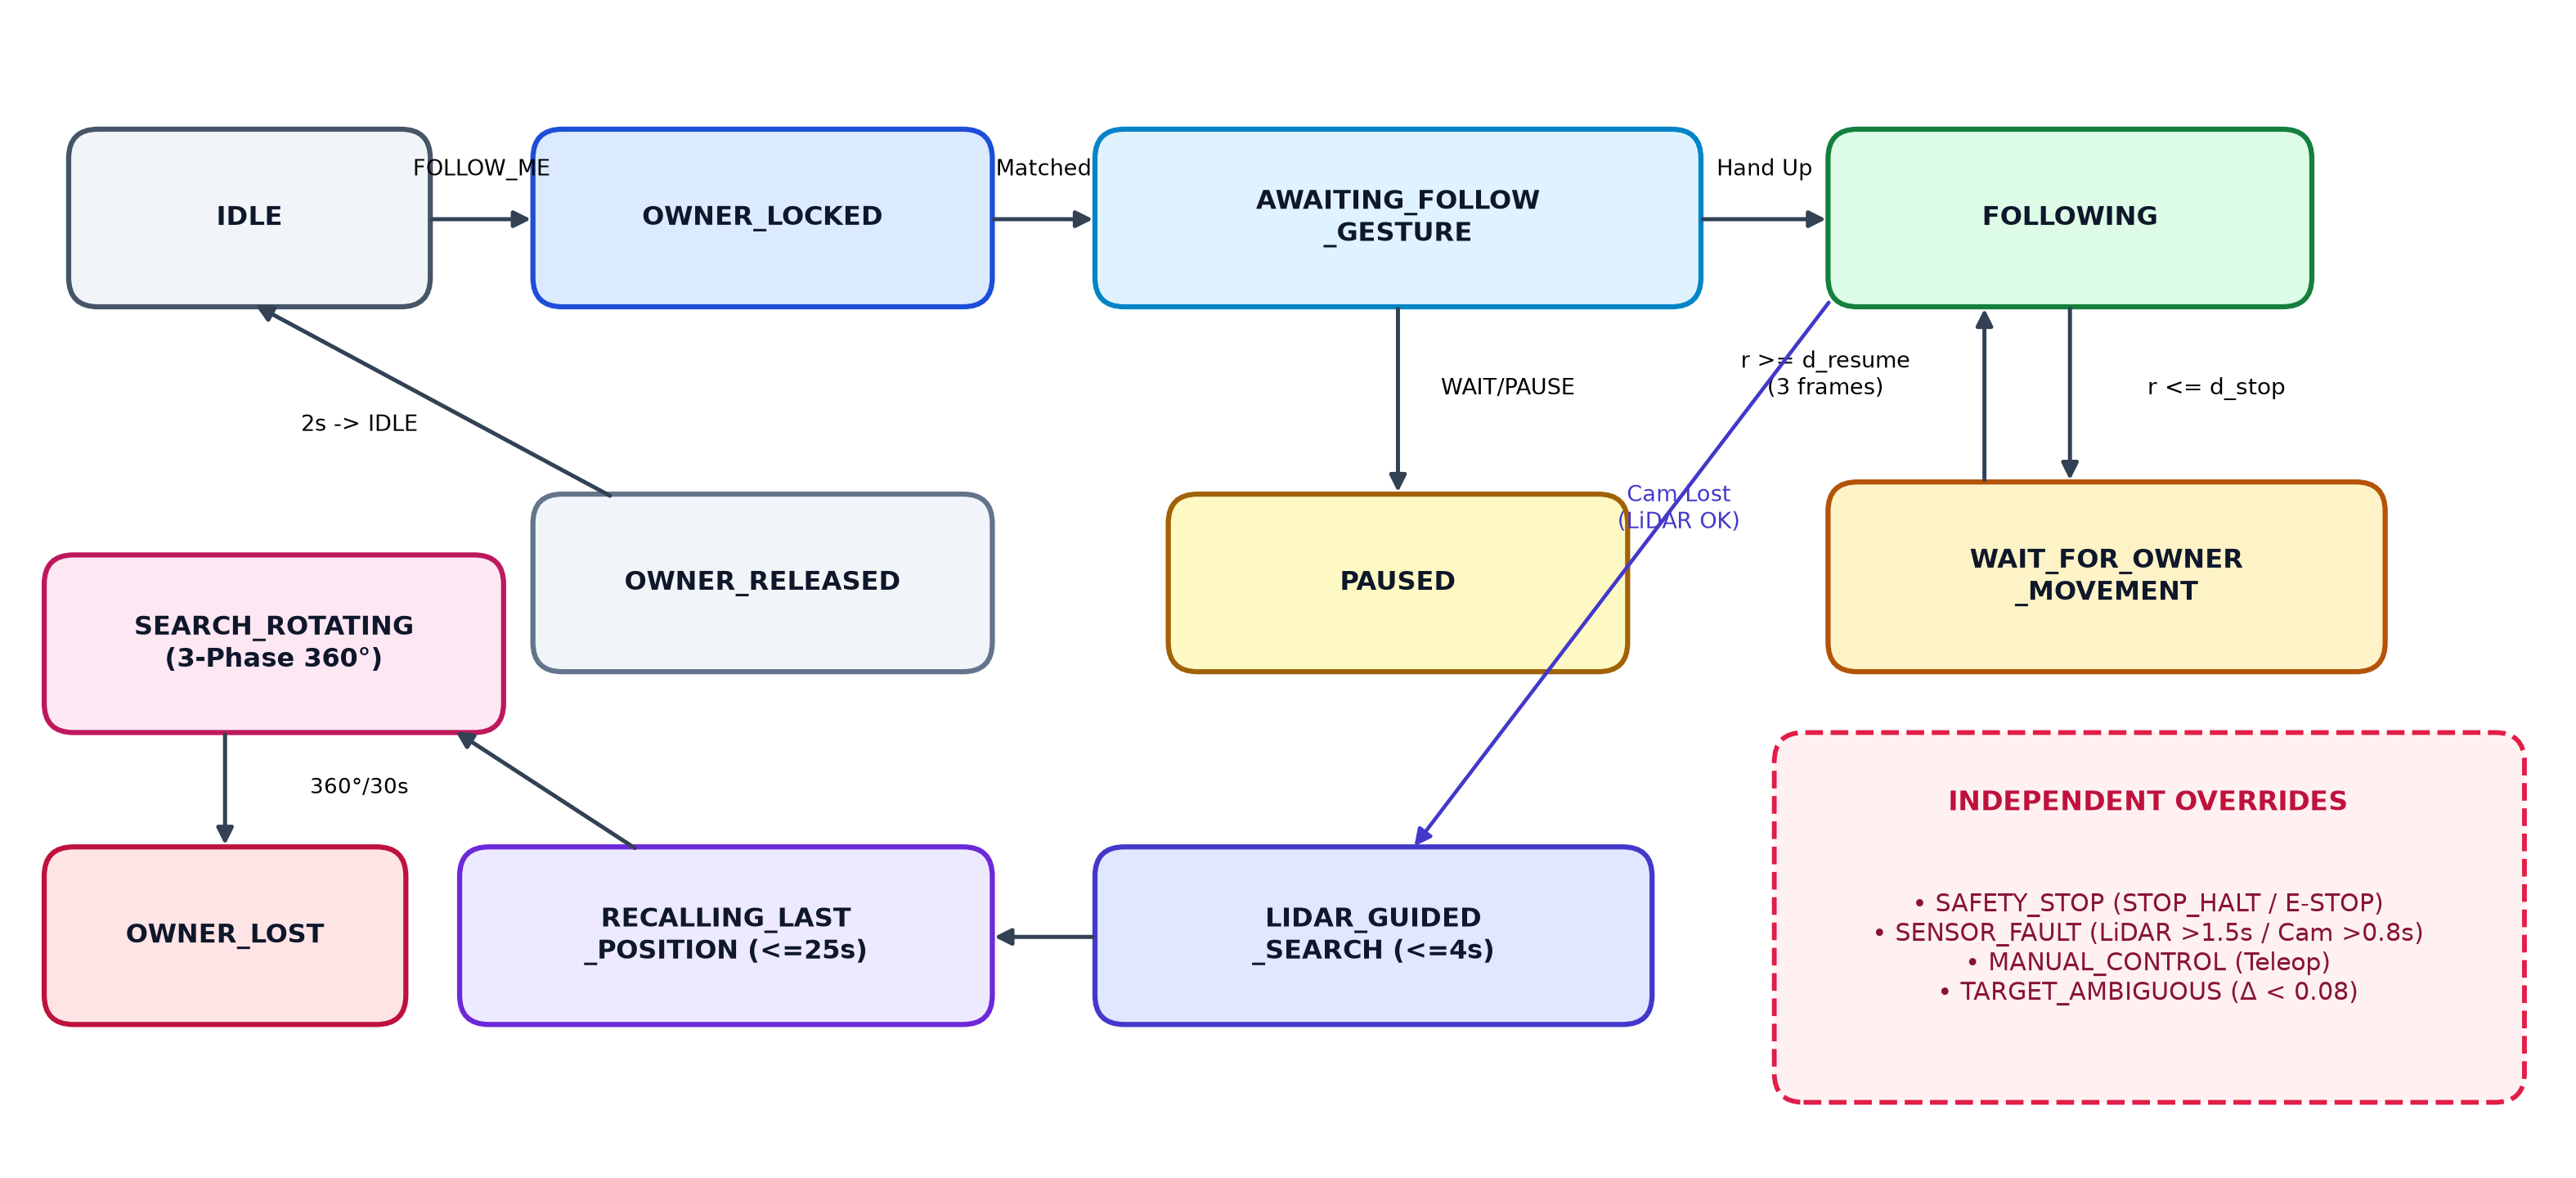 FOLLOW_ME
Matched
Hand Up
IDLE
OWNER_LOCKED
AWAITING_FOLLOW
_GESTURE
FOLLOWING
2s -> IDLE
WAIT/PAUSE
r >= d_resume
(3 frames)
r <= d_stop
Cam Lost
(LiDAR OK)
OWNER_RELEASED
PAUSED
WAIT_FOR_OWNER
_MOVEMENT
SEARCH_ROTATING
(3-Phase 360°)
360°/30s
OWNER_LOST
RECALLING_LAST
_POSITION (<=25s)
LIDAR_GUIDED
_SEARCH (<=4s)
INDEPENDENT OVERRIDES
• SAFETY_STOP (STOP_HALT / E-STOP)
• SENSOR_FAULT (LiDAR >1.5s / Cam >0.8s)
• MANUAL_CONTROL (Teleop)
• TARGET_AMBIGUOUS (Δ < 0.08)